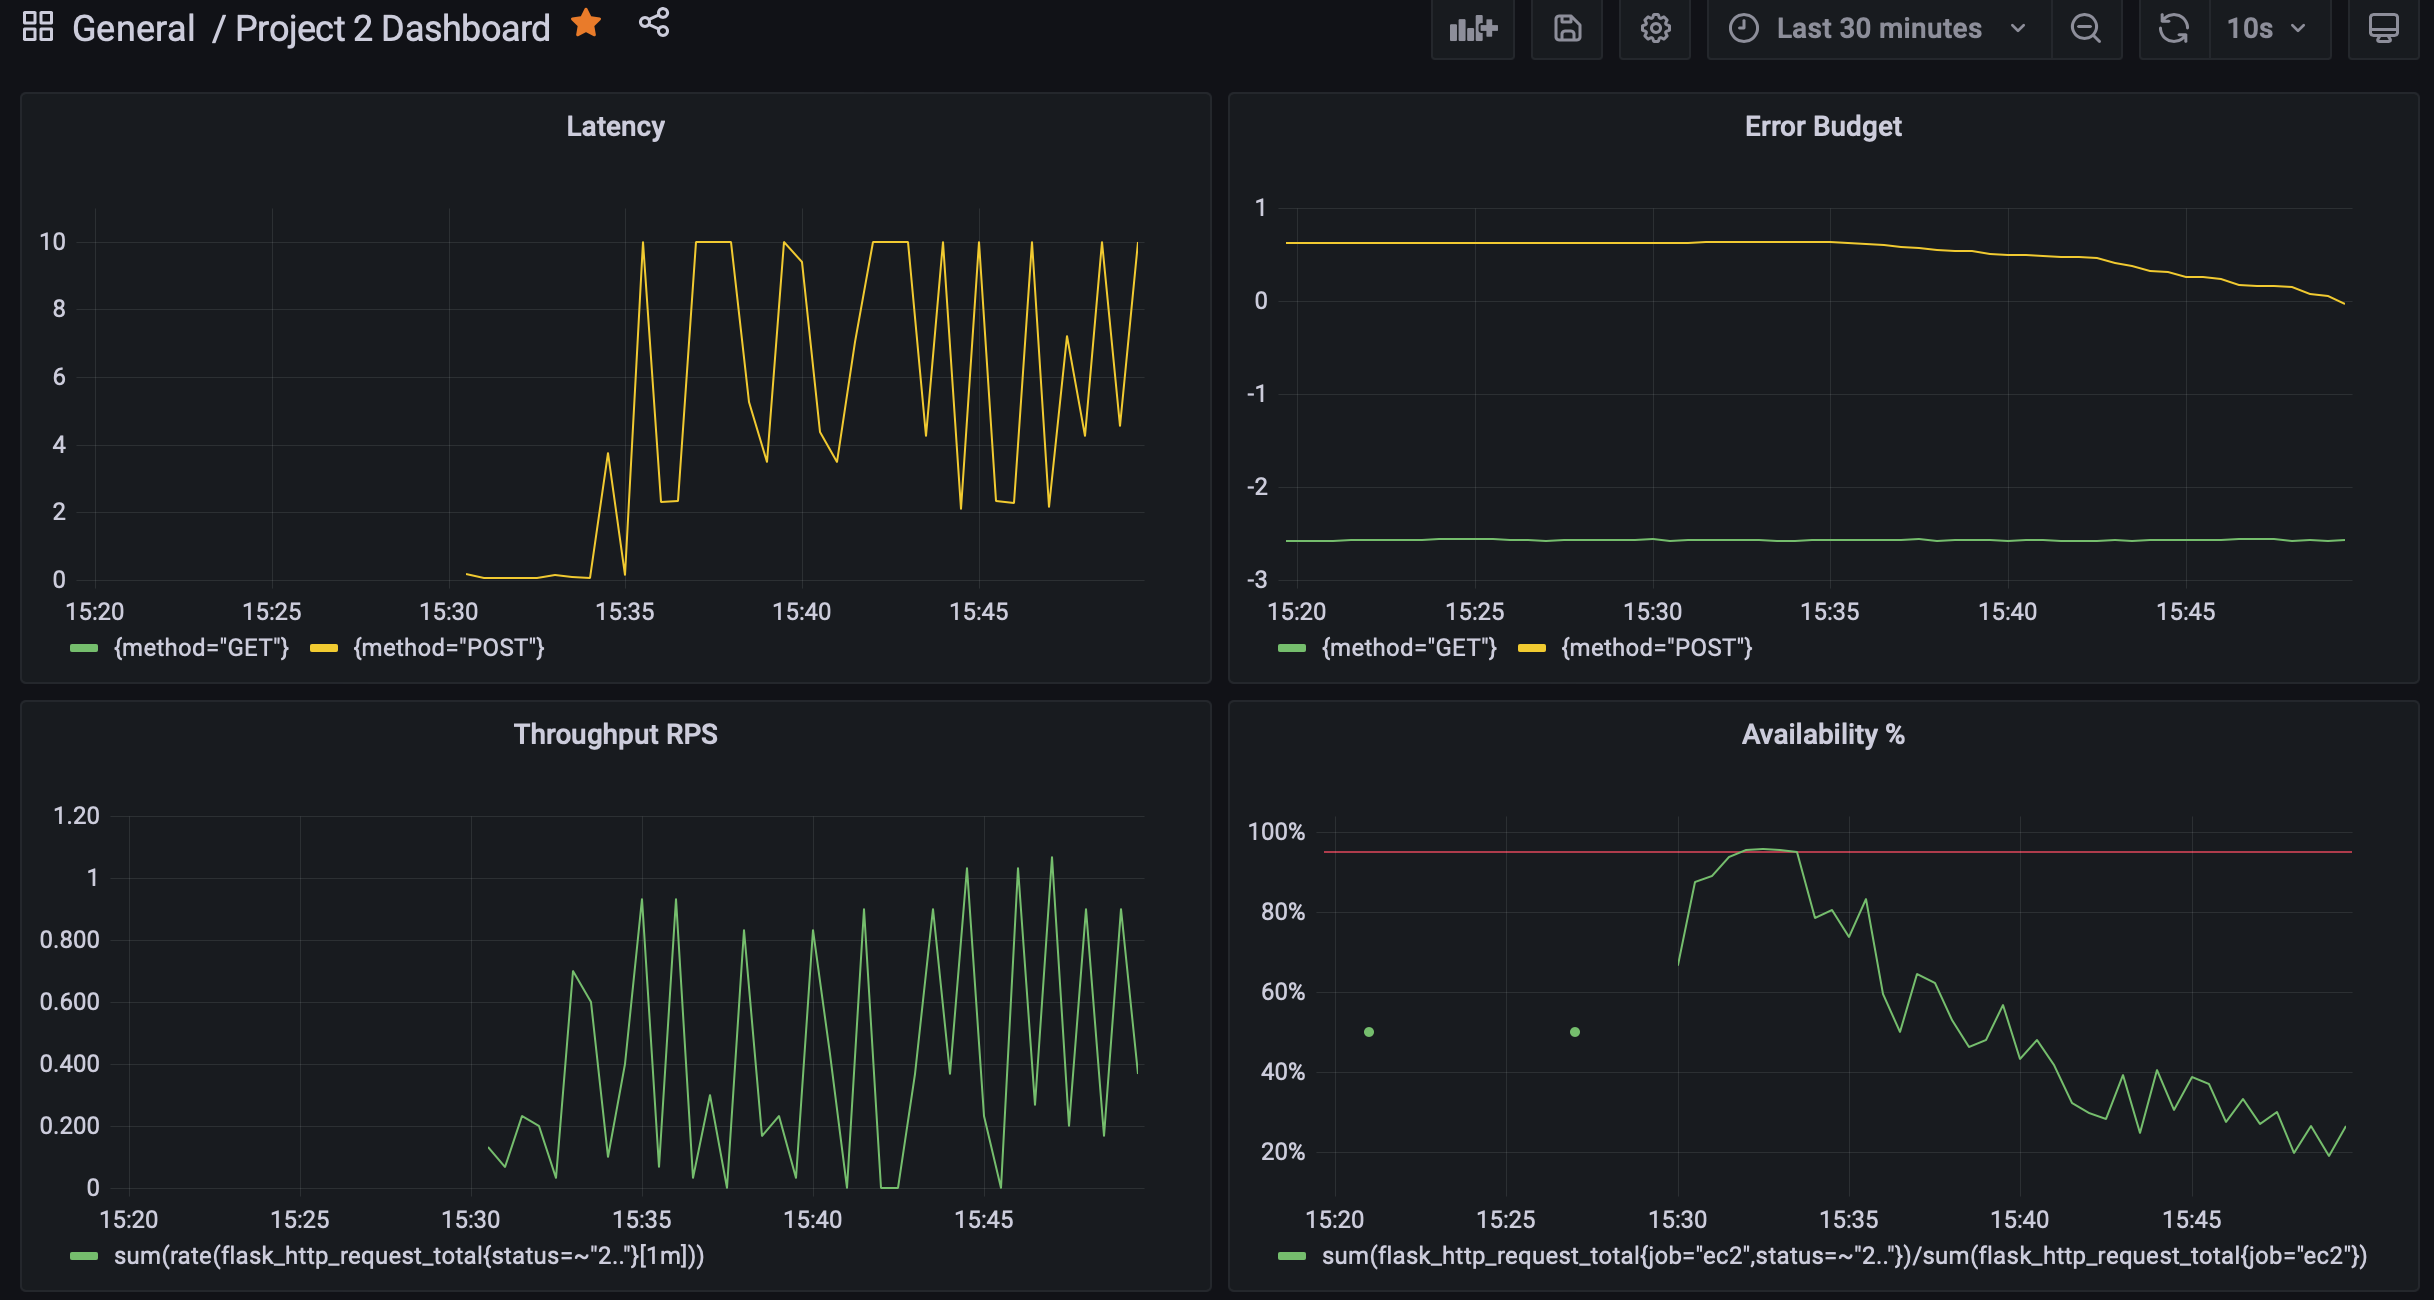 General / Project 2 Dashboard
Last 30 minutes
10s
Latency
10
8
6
4
2
0
15:20 15:25 15:30 15:35 15:40 15:45
{method="GET"} {method="POST"}
Error Budget
1
0
-1
-2
-3
15:20 15:25 15:30 15:35 15:40 15:45
{method="GET"} {method="POST"}
Throughput RPS
1.20
1
0.800
0.600
0.400
0.200
0
15:20 15:25 15:30 15:35 15:40 15:45
sum(rate(flask_http_request_total{status=~"2.."}[1m]))
Availability %
100%
80%
60%
40%
20%
15:20 15:25 15:30 15:35 15:40 15:45
sum(flask_http_request_total{job="ec2",status=~"2.."})/sum(flask_http_request_total{job="ec2"})